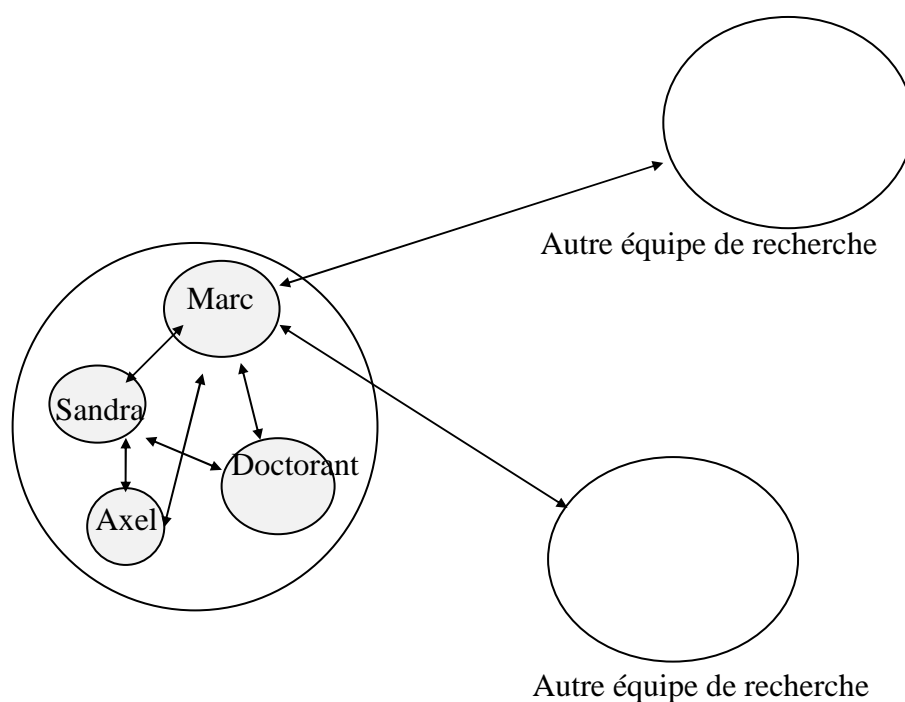 Autre équipe de recherche
Marc
Sandra
Doctorant
Axel
Autre équipe de recherche